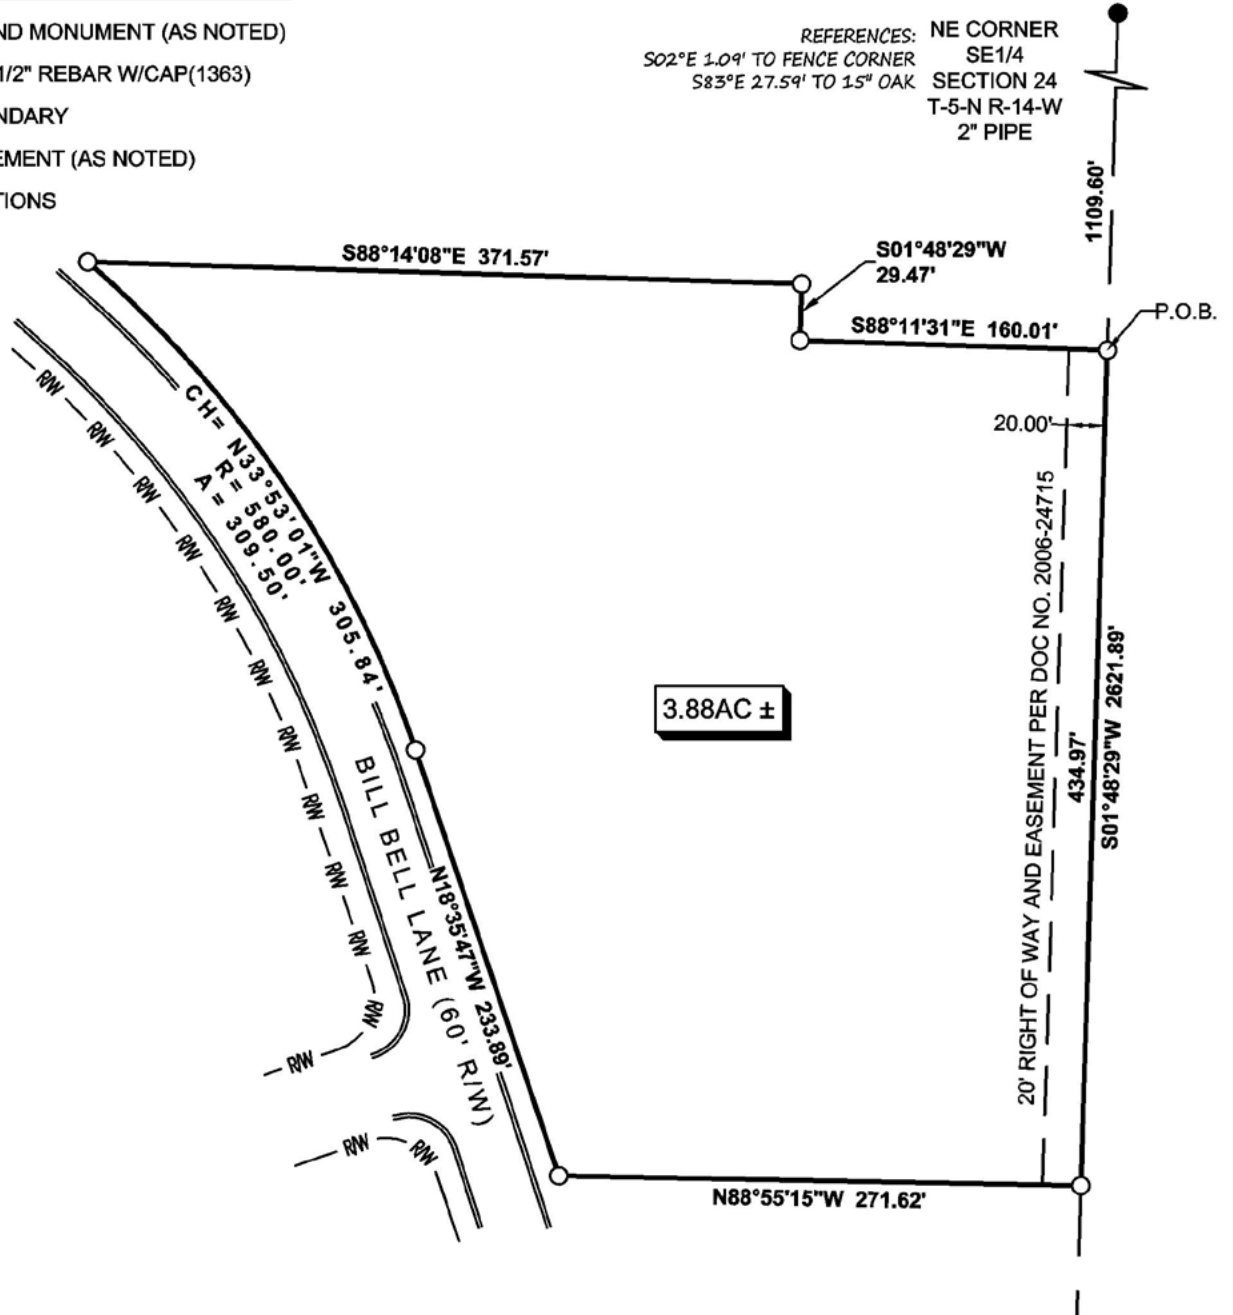 ND MONUMENT (AS NOTED)
1/2" REBAR W/CAP(1363)
NDARY
EMENT (AS NOTED)
TIONS
REFERENCES:
S02°E 1.09' TO FENCE CORNER
S83°E 27.59' TO 15" OAK
NE CORNER
SE1/4
SECTION 24
T-5-N R-14-W
2" PIPE
1109.60'
S88°14'08"E 371.57'
S01°48'29"W
29.47'
S88°11'31"E 160.01'
P.O.B.
20.00'
CH= N33°53'01"W 305.84'
R= 580.00'
A= 309.50'
R/W
R/W
R/W
R/W
R/W
R/W
R/W
R/W
R/W
R/W
R/W
R/W
R/W
R/W
3.88AC ±
20' RIGHT OF WAY AND EASEMENT PER DOC NO. 2006-24715
434.97'
S01°48'29"W 2621.89'
BILL BELL LANE (60' R/W)
N18°35'47"W 233.89'
N88°55'15"W 271.62'